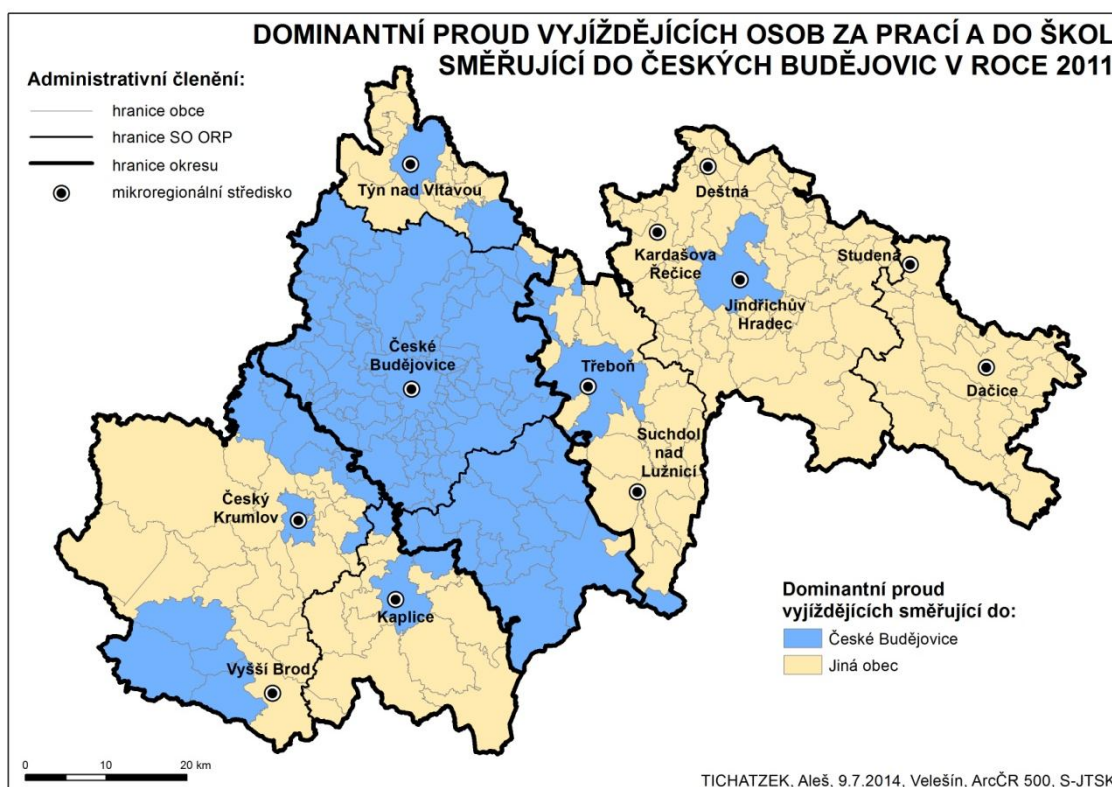 DOMINANTNÍ PROUD VYJÍŽDĚJÍCÍCH OSOB ZA PRACÍ A DO ŠKOL
SMĚŘUJÍCÍ DO ČESKÝCH BUDĚJOVIC V ROCE 2011
Administrativní členění:
hranice obce
hranice SO ORP
hranice okresu
mikroregionální středisko
Týn nad Vltavou
Deštná
Kardašova
Řečice
Studená
Jindřichův
Hradec
České
Budějovice
Třeboň
Dačice
Suchdol
nad
Lužnicí
Český
Krumlov
Kaplice
Vyšší Brod
Dominantní proud
vyjíždějících směřující do:
České Budějovice
Jiná obec
0 10 20 km
TICHATZEK, Aleš. 9.7.2014, Velešín, ArcČR 500, S-JTSK